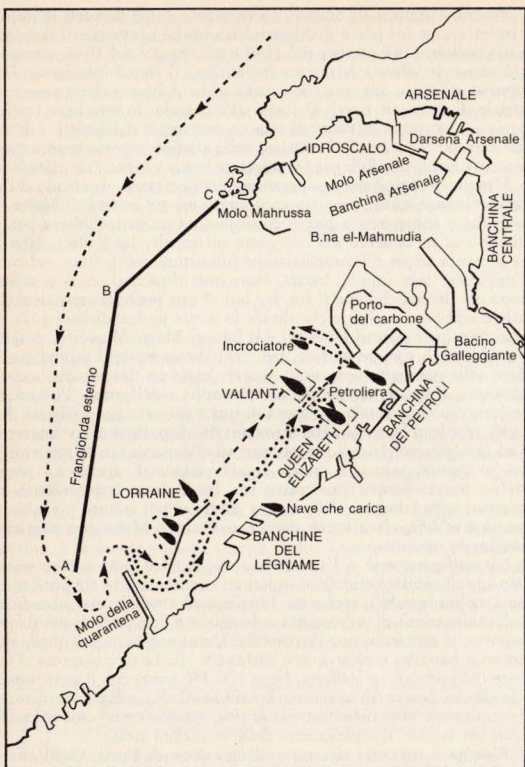 ARSENALE
Darsena Arsenale
IDROSCALO
Molo Arsenale
Banchina Arsenale
Molo Mahrussa
BANCHINA
CENTRALE
B.na el-Mahmudia
B
Porto
del carbone
Bacino
Galleggiante
Incrociatore
VALIANT
Petroliera
BANCHINA
DEI PETROLI
QUEEN
ELIZABETH
Frangionda esterno
LORRAINE
Nave che carica
BANCHINE
DEL
LEGNAME
A
Molo della
quarantena